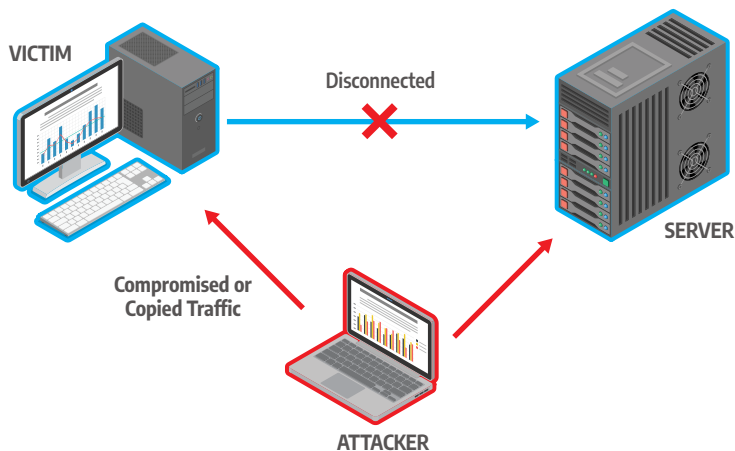 VICTIM
Disconnected
SERVER
Compromised or
Copied Traffic
ATTACKER